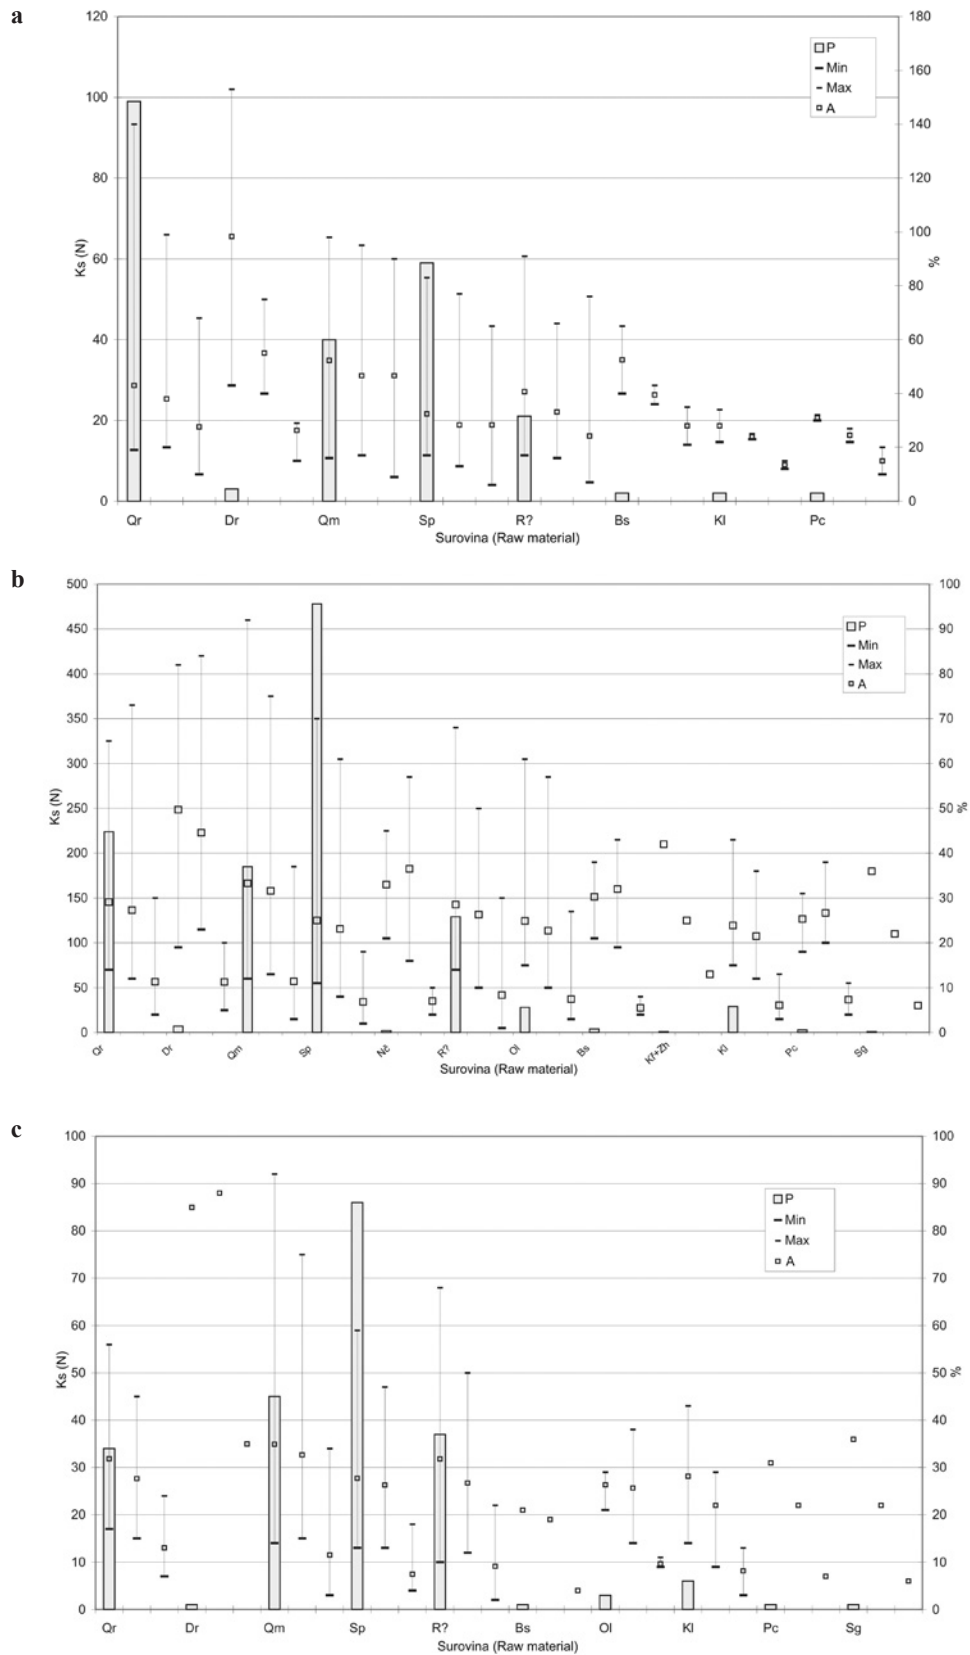 a
120
100
80
60
40
20
0
Ks (N)
180
160
140
120
100
80
60
40
20
0
%
P
Min
Max
A
Qr Dr Qm Sp R? Bs Kl Pc
Surovina (Raw material)
b
500
450
400
350
300
250
200
150
100
50
0
Ks (N)
100
90
80
70
60
50
40
30
20
10
0
%
P
Min
Max
A
Qr Dr Qm Sp Nč R? Ol Bs Kř+Zh Kl Pc Sg
Surovina (Raw material)
c
100
90
80
70
60
50
40
30
20
10
0
Ks (N)
100
90
80
70
60
50
40
30
20
10
0
%
P
Min
Max
A
Qr Dr Qm Sp R? Bs Ol Kl Pc Sg
Surovina (Raw material)